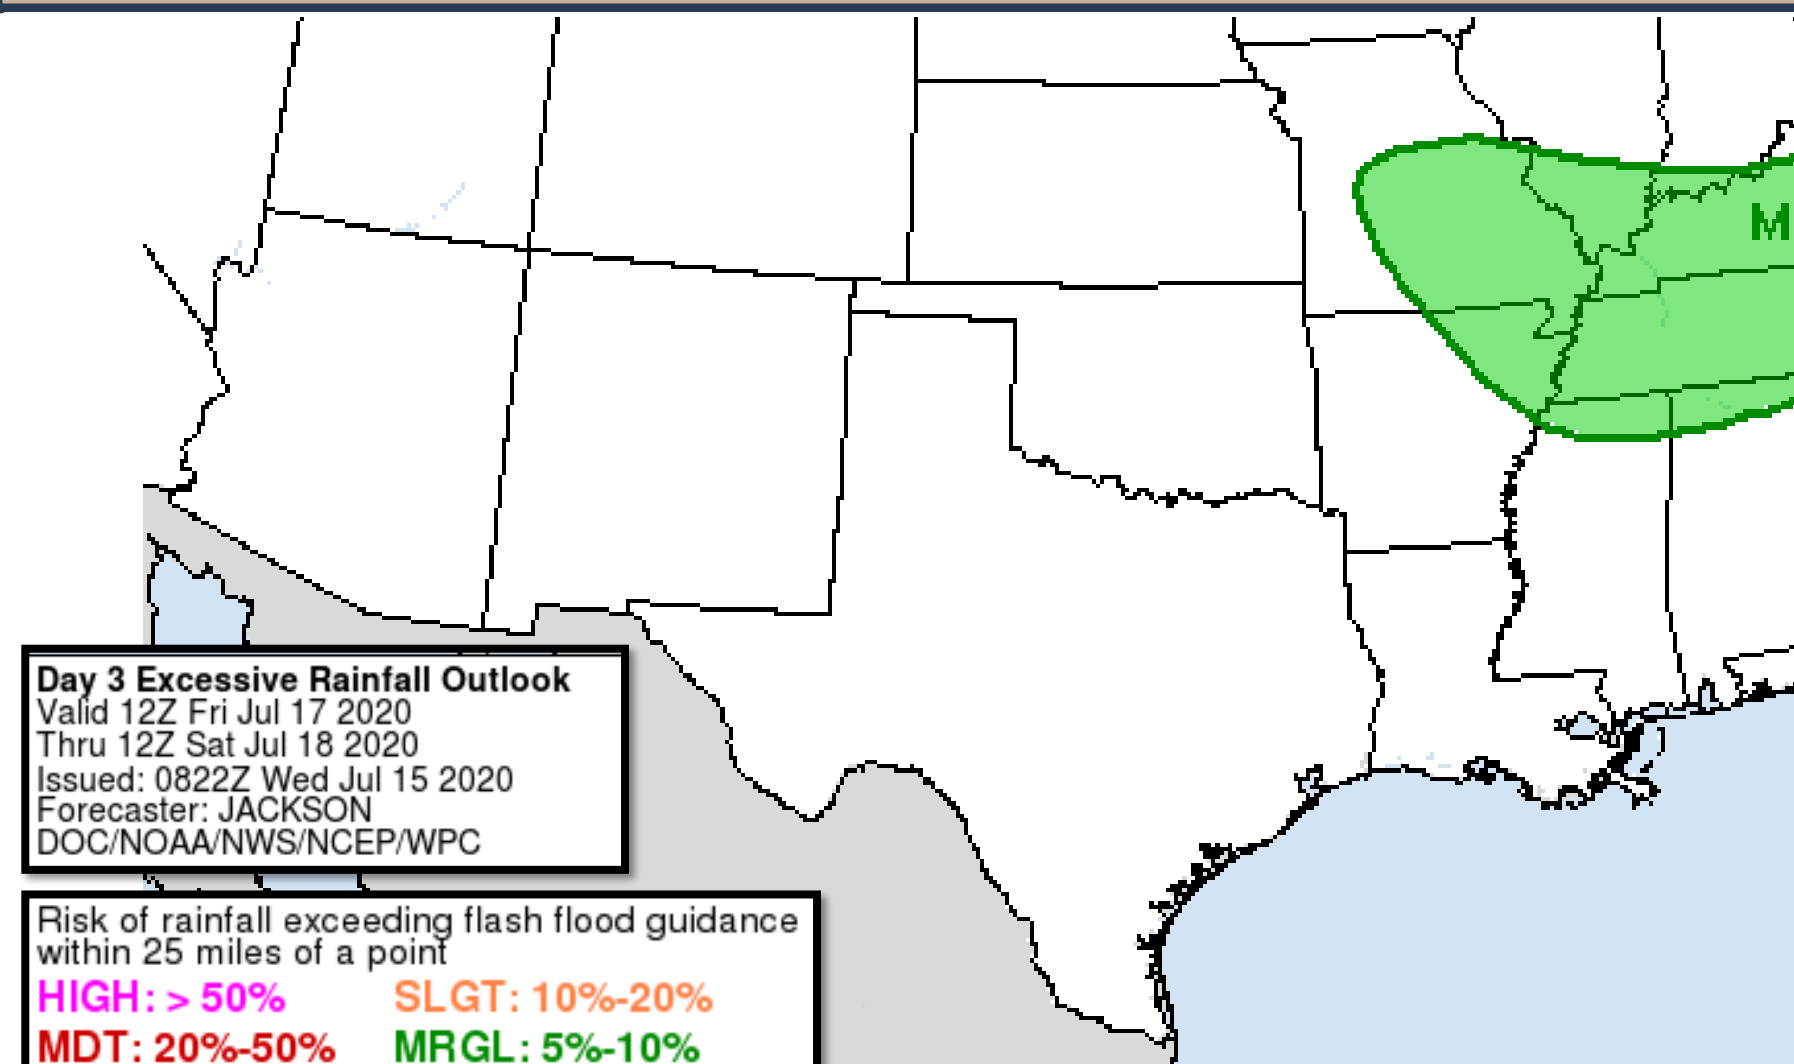 M
Day 3 Excessive Rainfall Outlook
Valid 12Z Fri Jul 17 2020
Thru 12Z Sat Jul 18 2020
Issued: 0822Z Wed Jul 15 2020
Forecaster: JACKSON
DOC/NOAA/NWS/NCEP/WPC
Risk of rainfall exceeding flash flood guidance
within 25 miles of a point
HIGH: > 50% SLGT: 10%-20%
MDT: 20%-50% MRGL: 5%-10%